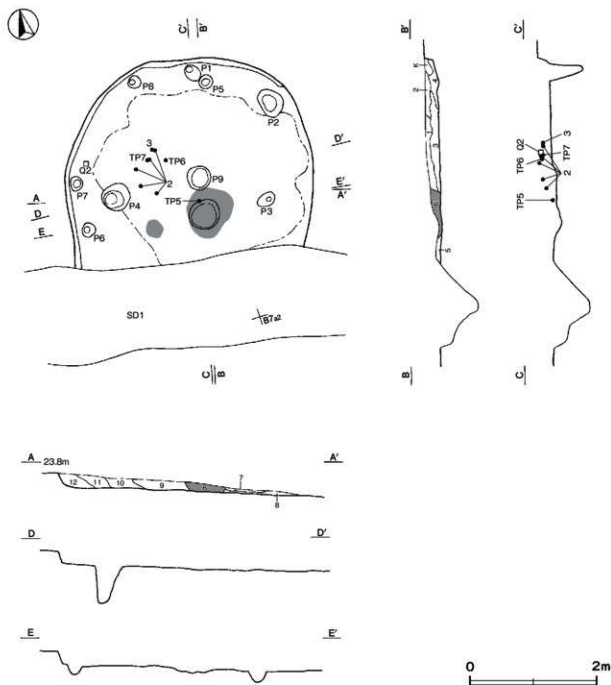 C' B'
P1
P8
P5
P2
3
TP7
TP6
D'
Q2
2
P9
E'
A'
P7
A
P4
TP5
P3
D
E
P6
SD1
B7a2
C B
B'
K
2
4
3
5
B
C'
3
Q2
TP7
TP6
2
TP5
C
A 23.8m A'
7
12 11 10 9
8
D D'
E E'
0 2m